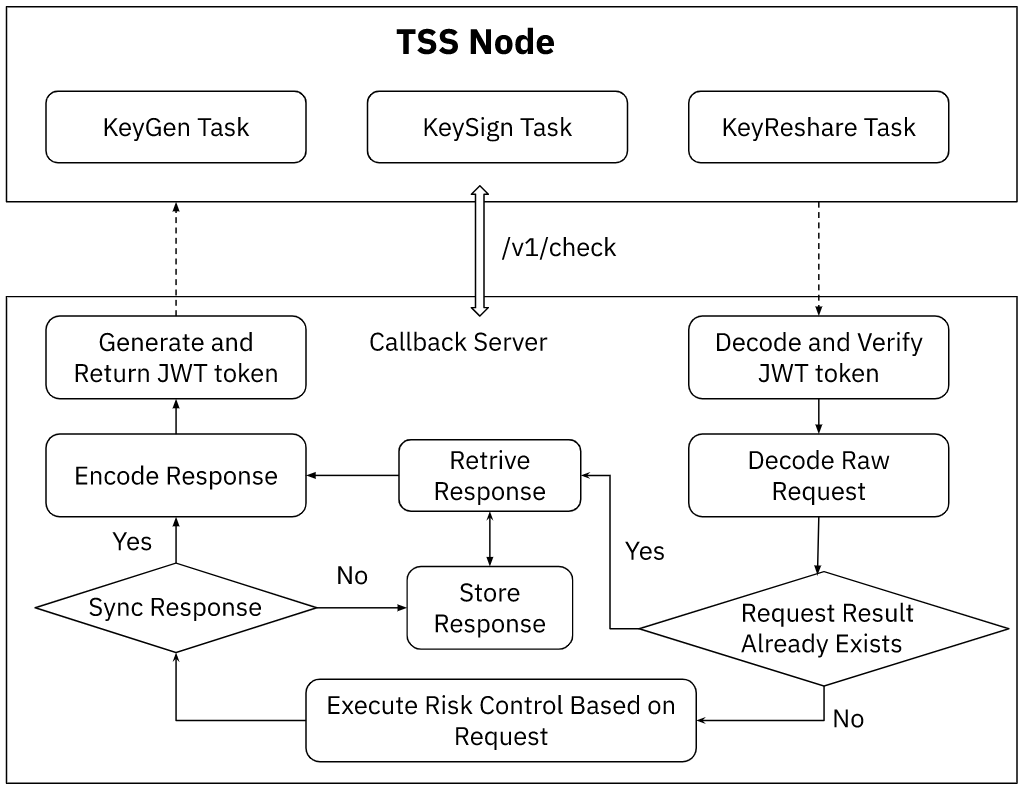 TSS Node
KeyGen Task
KeySign Task
KeyReshare Task
/v1/check
Generate and
Return JWT token
Callback Server
Decode and Verify
JWT token
Encode Response
Retrive
Response
Decode Raw
Request
Yes
No
Yes
Sync Response
Store
Response
Request Result
Already Exists
Execute Risk Control Based on
Request
No